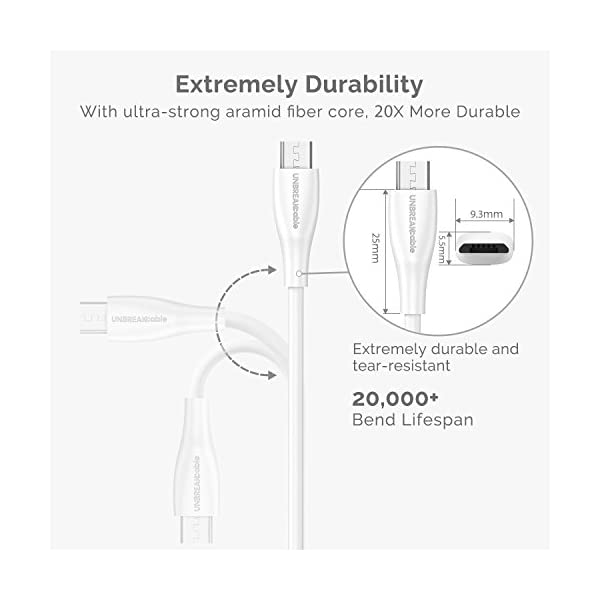 Extremely Durability
With ultra-strong aramid fiber core, 20X More Durable
UNBREAKcable
UNBREAKcable
25mm
9.3mm
5.5mm
UNBREAKcable
UNBREAKcable
Extremely durable and
tear-resistant
20,000+
Bend Lifespan